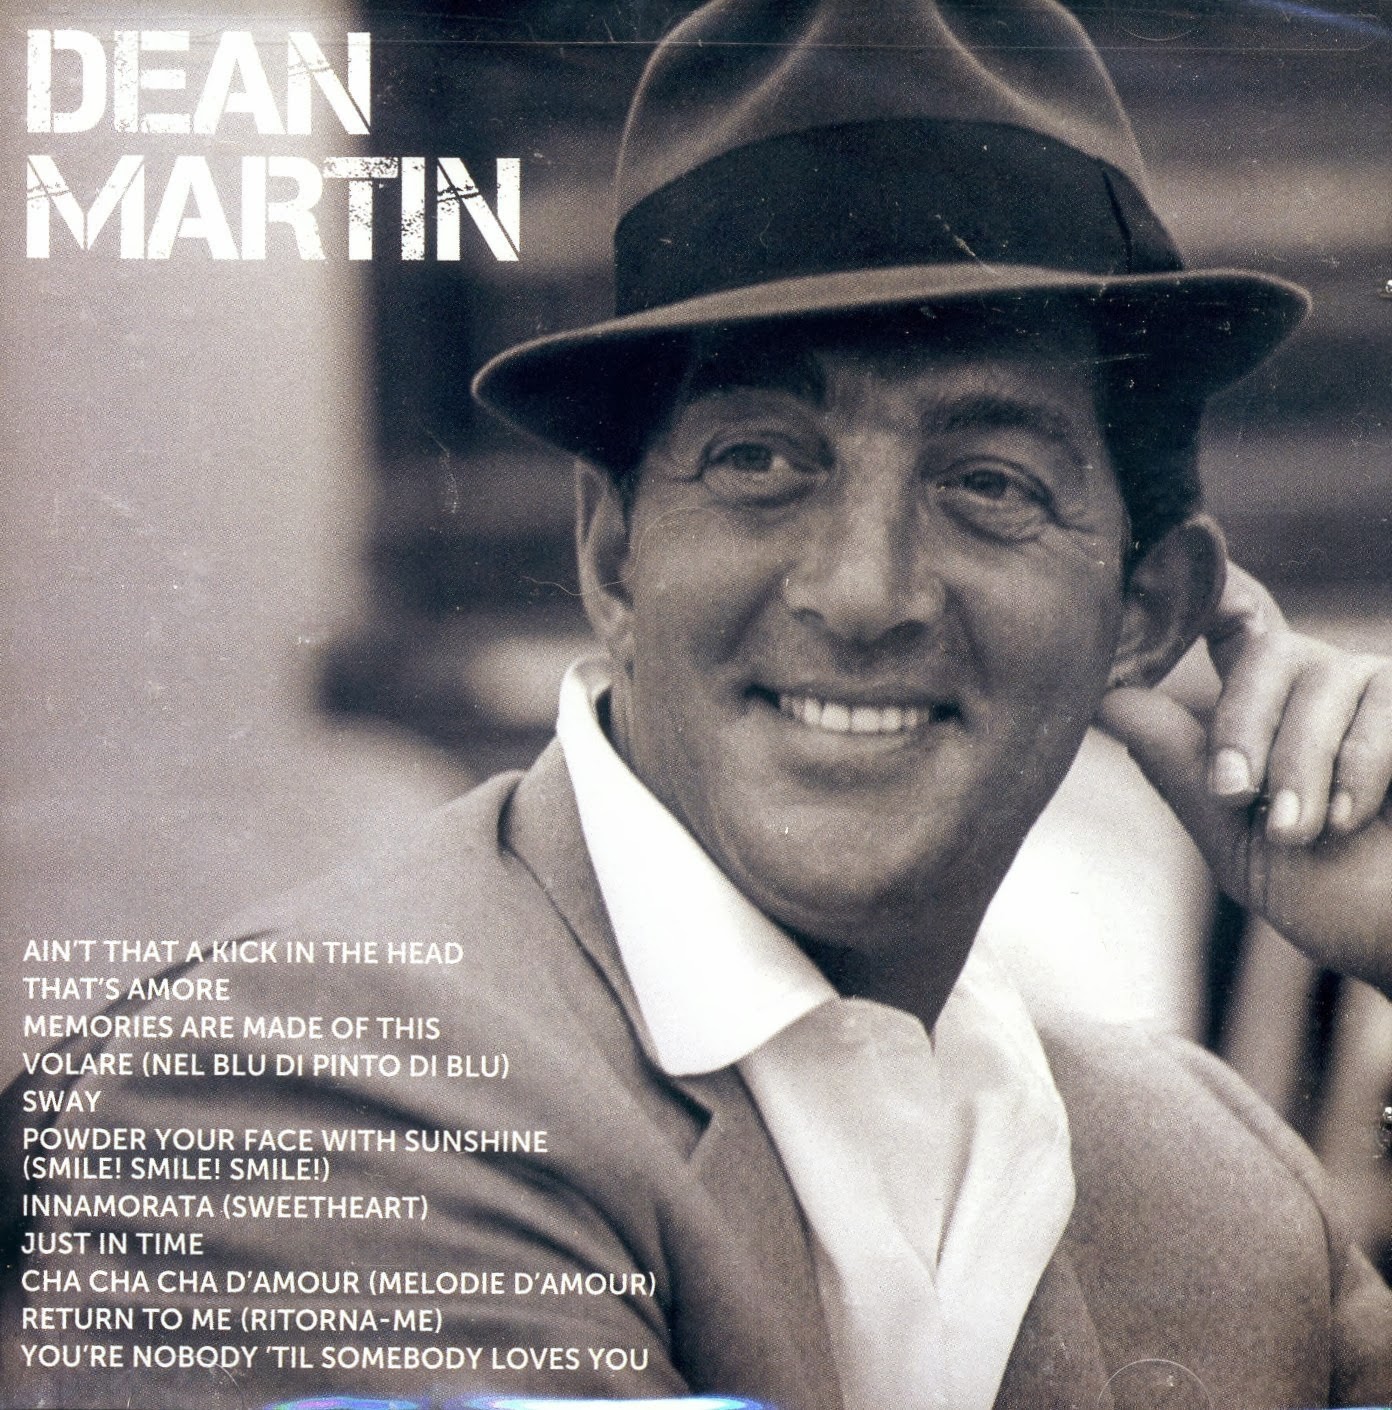 DEAN
MARTIN
AIN'T THAT A KICK IN THE HEAD
THAT'S AMORE
MEMORIES ARE MADE OF THIS
VOLARE (NEL BLU DI PINTO DI BLU)
SWAY
POWDER YOUR FACE WITH SUNSHINE
(SMILE! SMILE! SMILE!)
INNAMORATA (SWEETHEART)
JUST IN TIME
CHA CHA CHA D'AMOUR (MELODIE D'AMOUR)
RETURN TO ME (RITORNA-ME)
YOU'RE NOBODY 'TIL SOMEBODY LOVES YOU